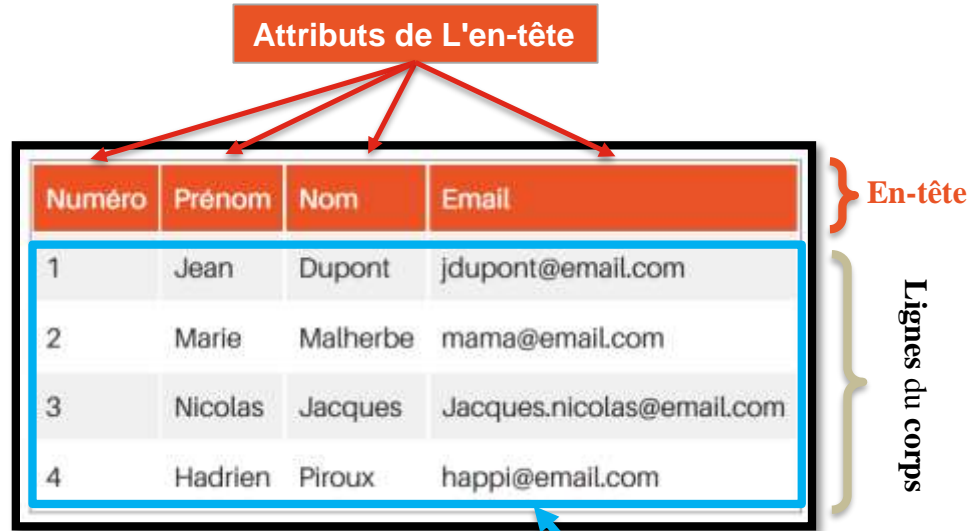 Attributs de L'en-tête
Numéro Prénom Nom Email
En-tête
1 Jean Dupont jdupont@email.com
2 Marie Malherbe mama@email.com
3 Nicolas Jacques Jacques.nicolas@email.com
4 Hadrien Piroux happi@email.com
Lignes du corps